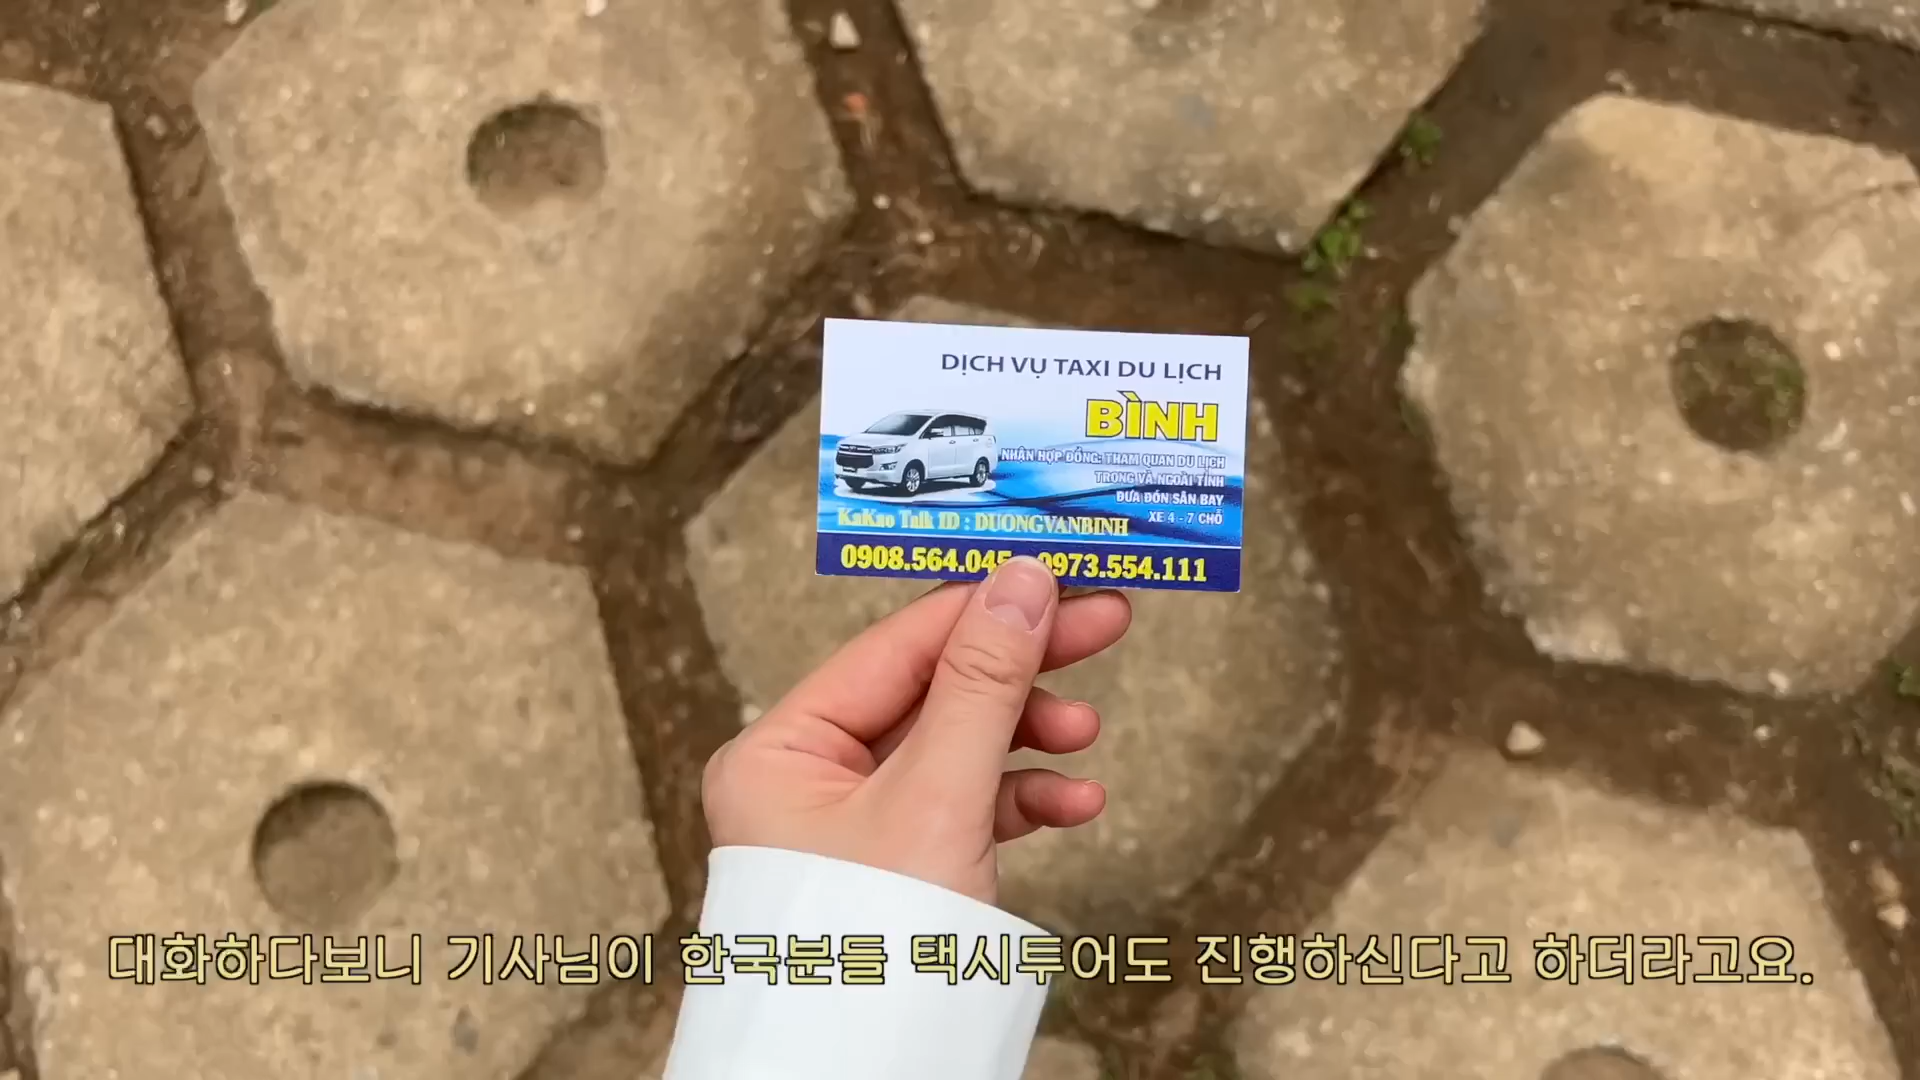 DỊCH VỤ TAXI DU LỊCH
BÌNH
NHẬN HỢP ĐỒNG: THAM QUAN DU LỊCH
TRONG VÀ NGOÀI TỈNH
ĐƯA ĐÓN SÂN BAY
XE 4 - 7 CHỖ
KaKao Talk ID : DUONGVANBINH
0908.564.045 0973.554.111
대화하다보니 기사님이 한국분들 택시투어도 진행하신다고 하더라고요.